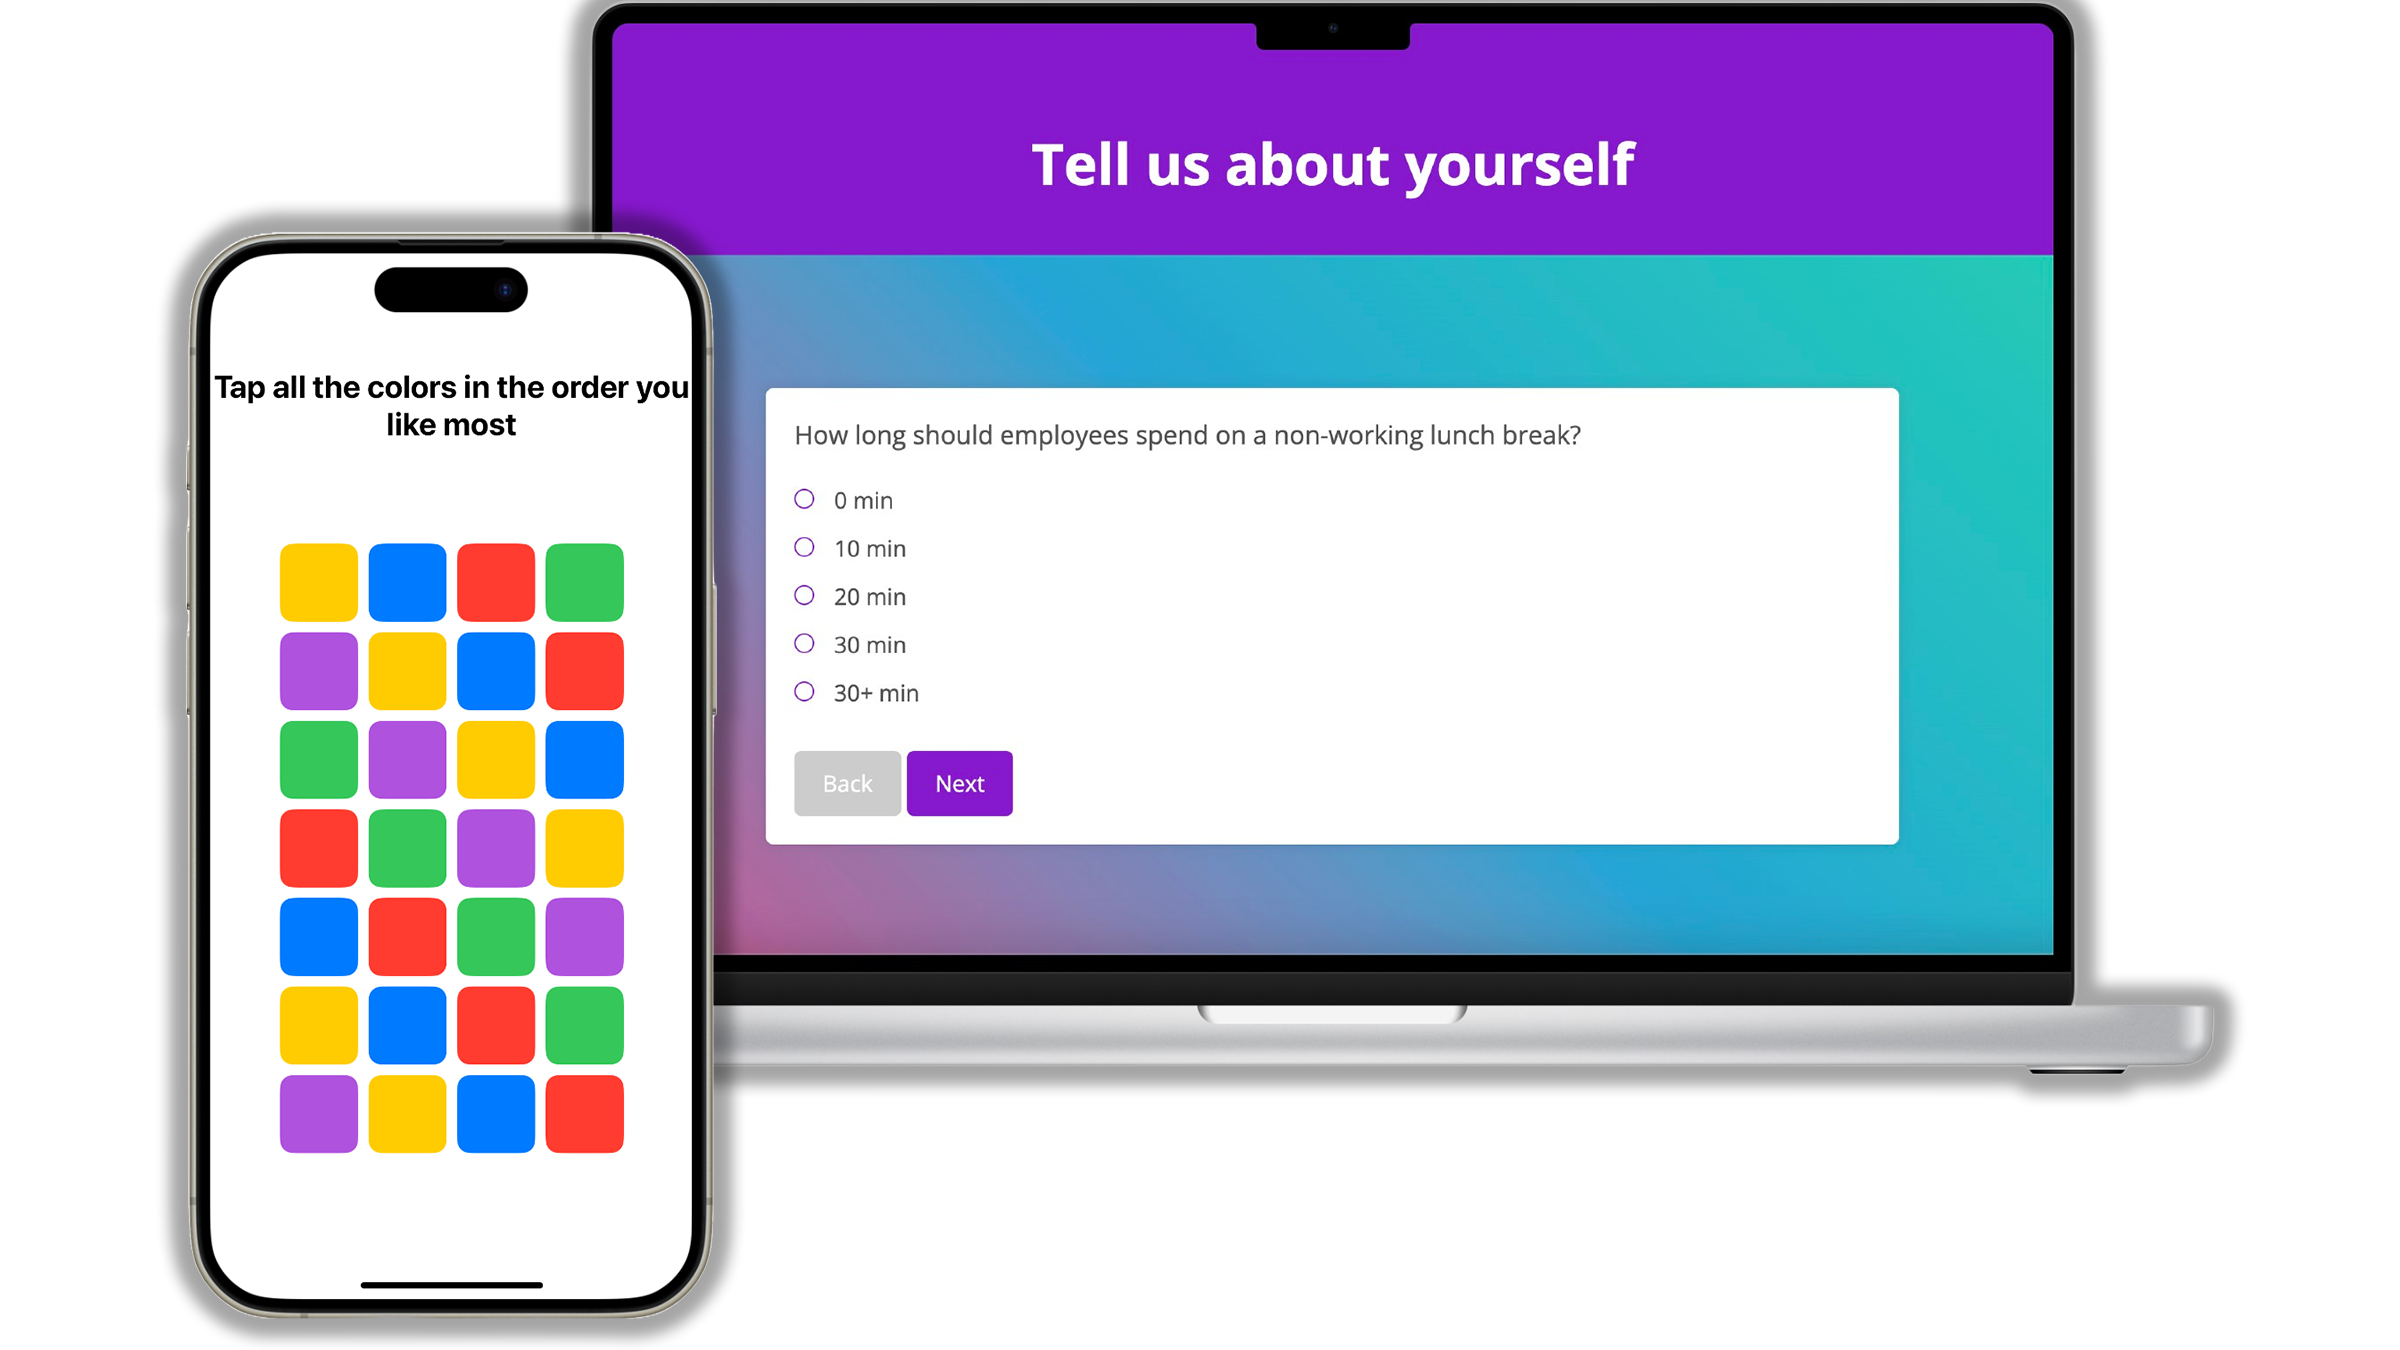 Tell us about yourself
Tap all the colors in the order you
like most
How long should employees spend on a non-working lunch break?
0 min
10 min
20 min
30 min
30+ min
Back
Next